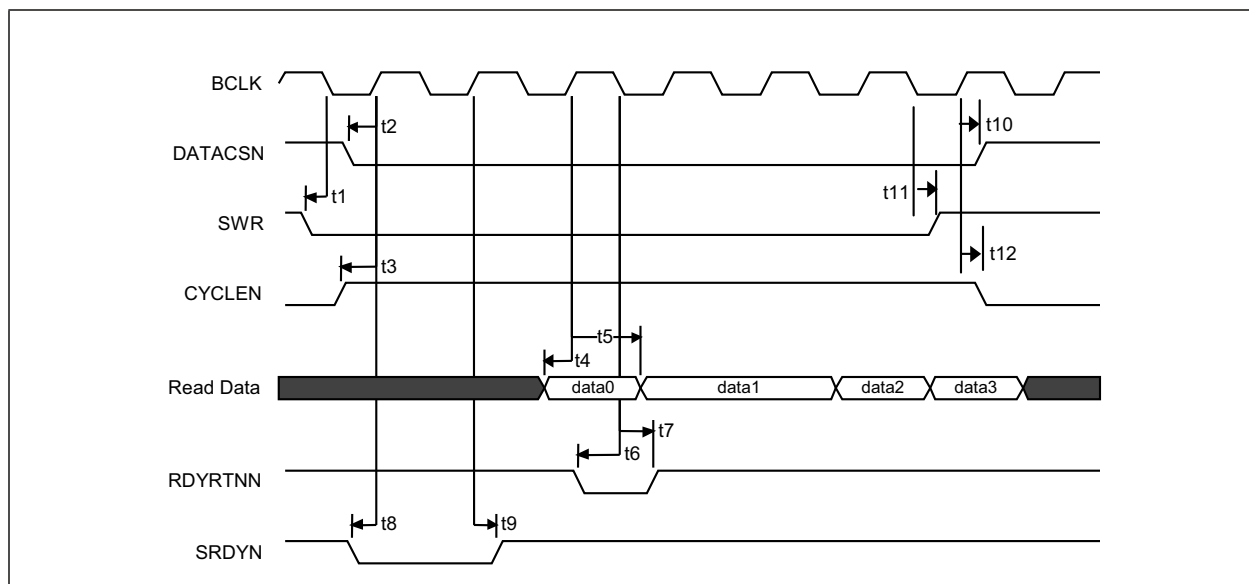 BCLK
t2
t10
DATACSN
t1
t11
SWR
t3
t12
CYCLEN
t5
t4
Read Data
data0
data1
data2
data3
t7
t6
RDYRTNN
t8
t9
SRDYN